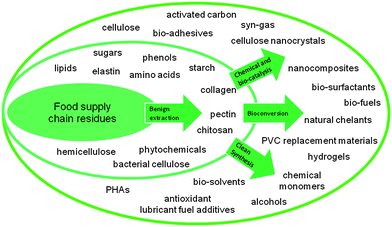 activated carbon
cellulose
syn-gas
bio-adhesives
cellulose nanocrystals
sugars
phenols
lipids
elastin
amino acids
starch
Chemical and
bio-catalysis
nanocomposites
collagen
bio-surfactants
bio-fuels
Food supply
chain residues
Benign
extraction
pectin
Bioconversion
natural chelants
chitosan
PVC replacement materials
hemicellose
phytochemicals
Clean
Synthesis
hydrogels
bacterial cellulose
chemical
monomers
PHAs
bio-solvents
antioxidant
lubricant fuel additives
alcohols